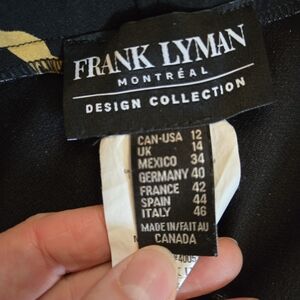 FRANK LYMAN
MONTRÉAL
DESIGN COLLECTION
CAN-USA 12
UK 14
MEXICO 34
GERMANY 40
FRANCE 42
SPAIN 44
ITALY 46
MADE IN/FAIT AU
CANADA